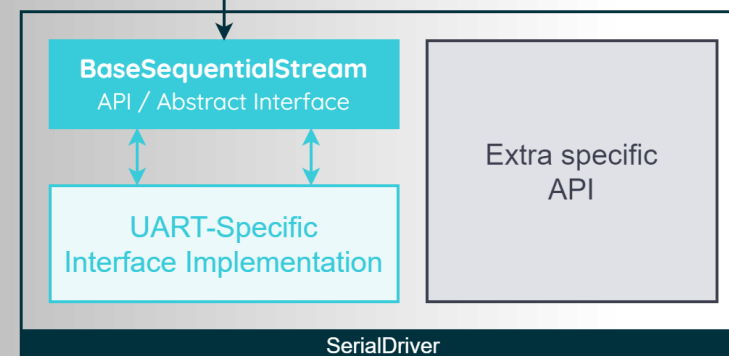 BaseSequentialStream
API / Abstract Interface
UART-Specific
Interface Implementation
Extra specific
API
SerialDriver